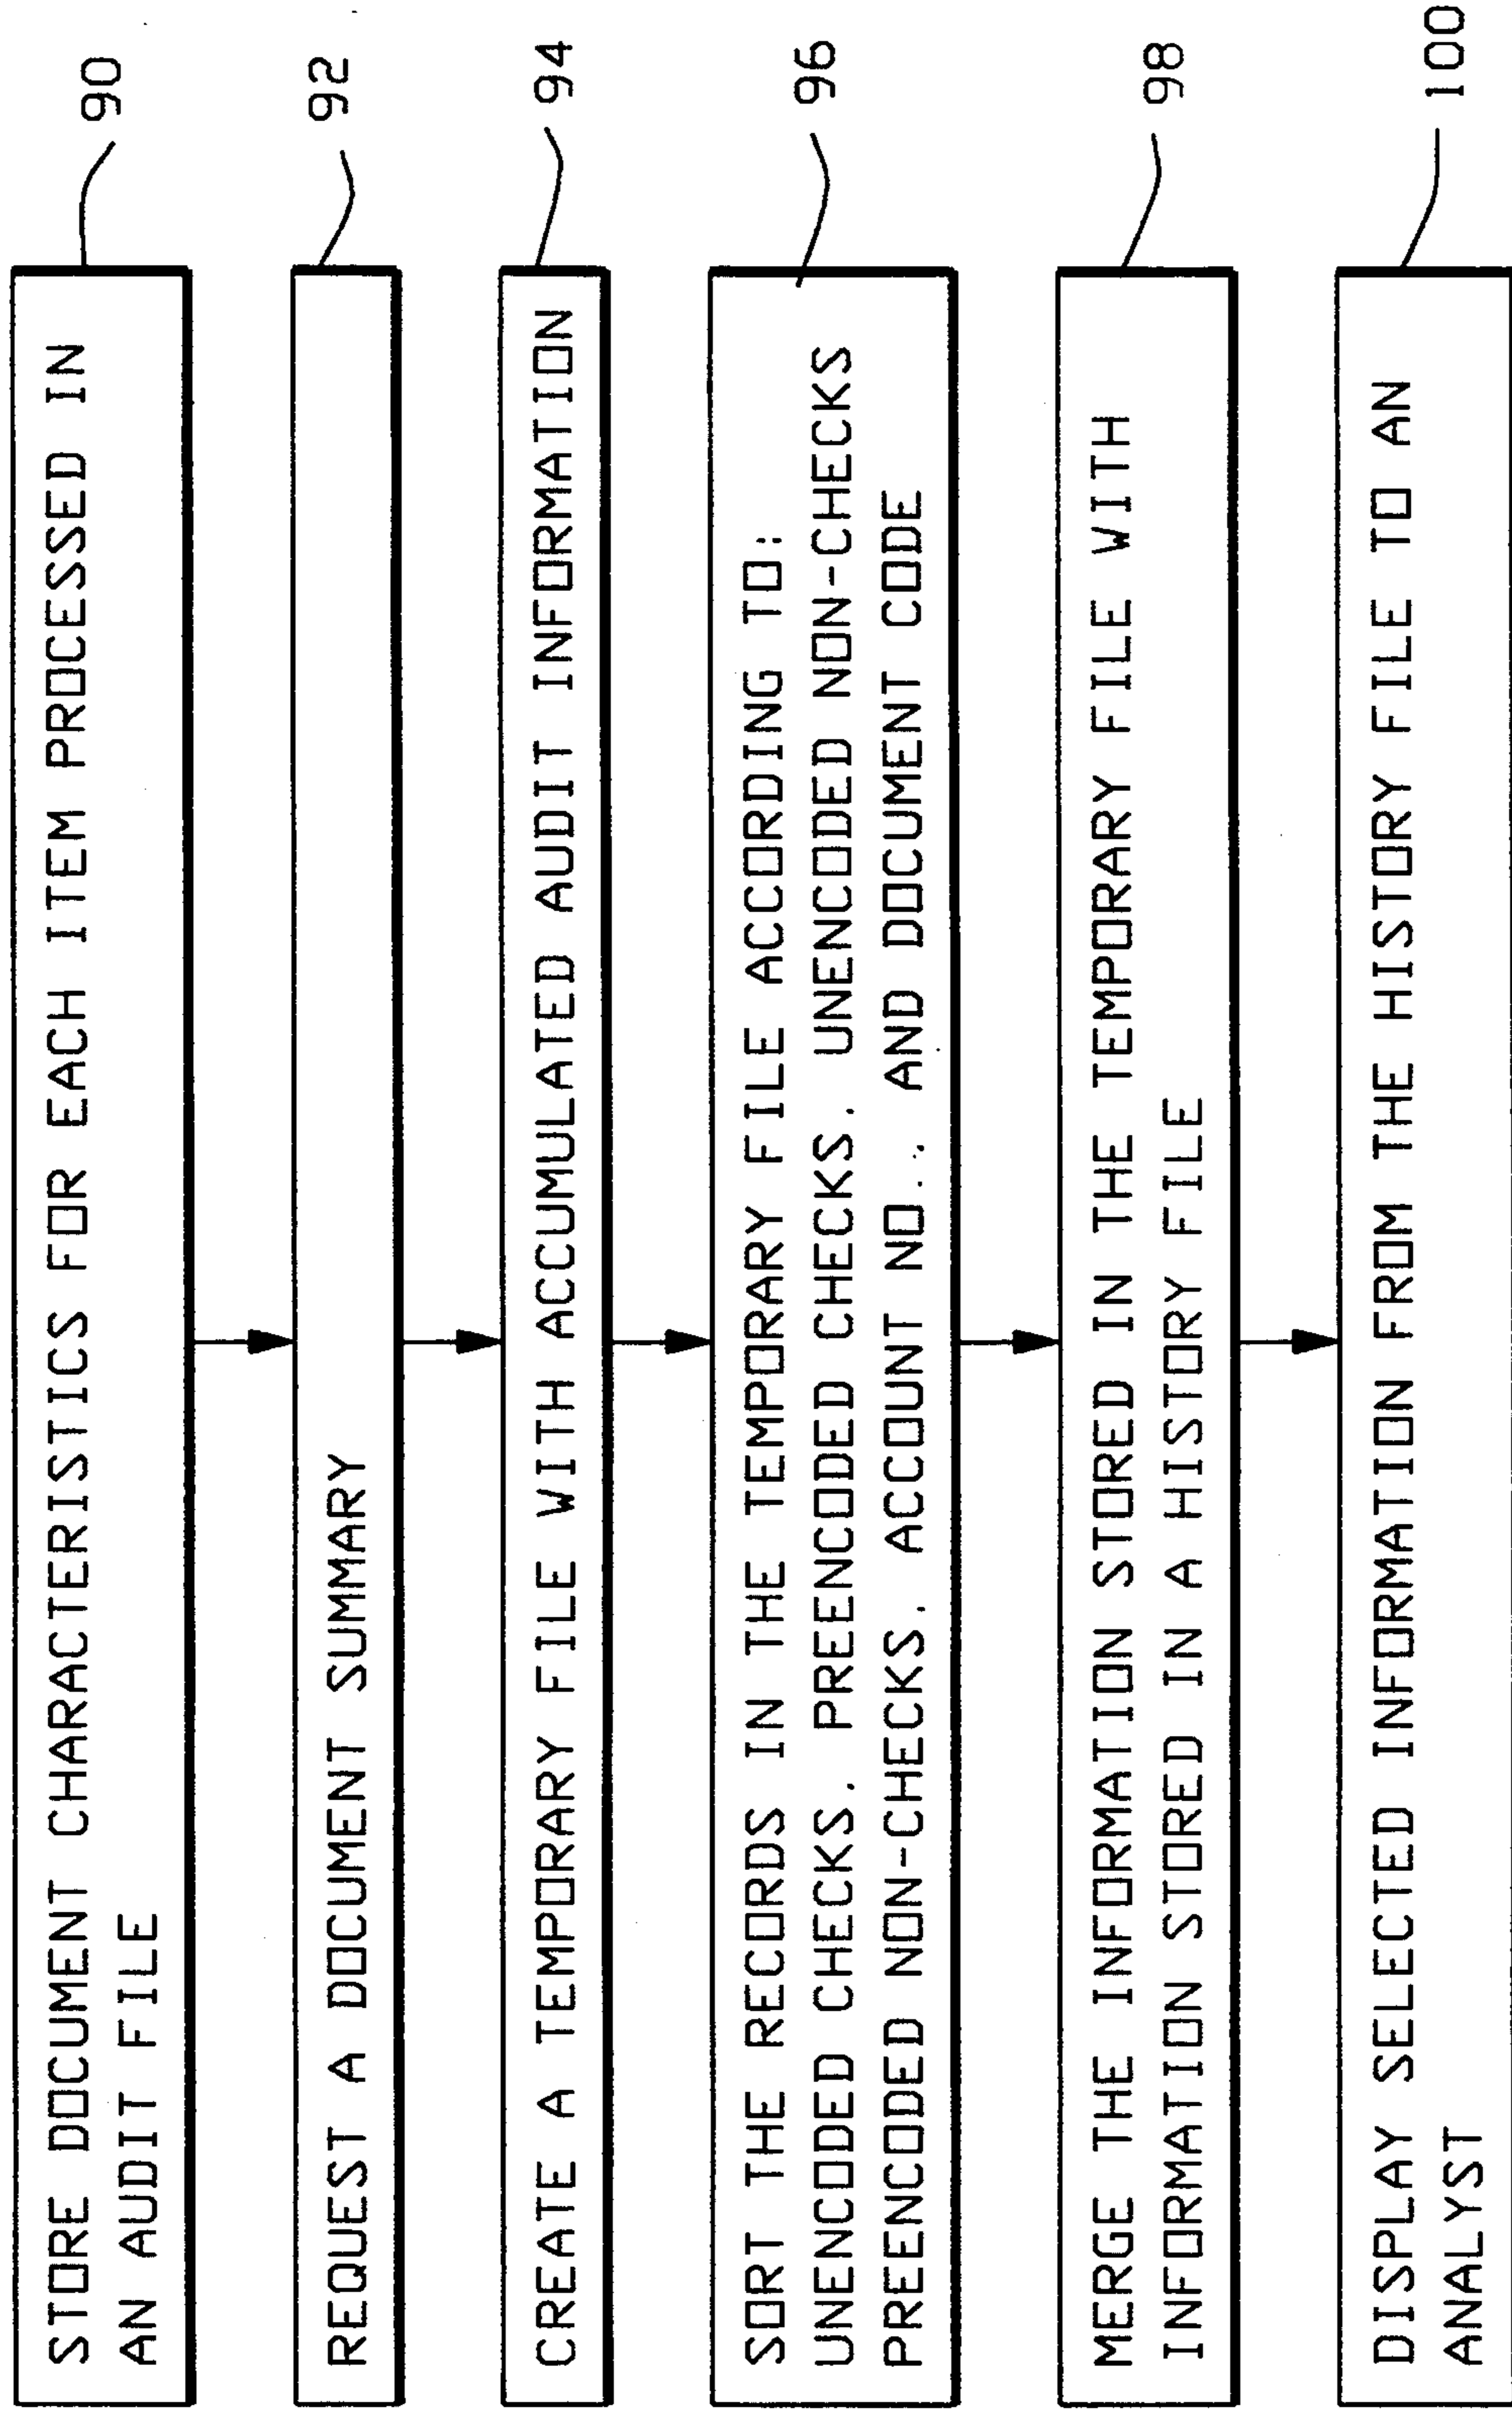 STORE DOCUMENT CHARACTERISTICS FOR EACH ITEM PROCESSED IN
AN AUDIT FILE
90
REQUEST A DOCUMENT SUMMARY
92
CREATE A TEMPORARY FILE WITH ACCUMULATED AUDIT INFORMATION
94
SORT THE RECORDS IN THE TEMPORARY FILE ACCORDING TO:
UNENCODED CHECKS, PREENCODED CHECKS, UNENCODED NON-CHECKS
PREENCODED NON-CHECKS, ACCOUNT NO., AND DOCUMENT CODE
96
MERGE THE INFORMATION STORED IN THE TEMPORARY FILE WITH
INFORMATION STORED IN A HISTORY FILE
98
DISPLAY SELECTED INFORMATION FROM THE HISTORY FILE TO AN
ANALYST
100